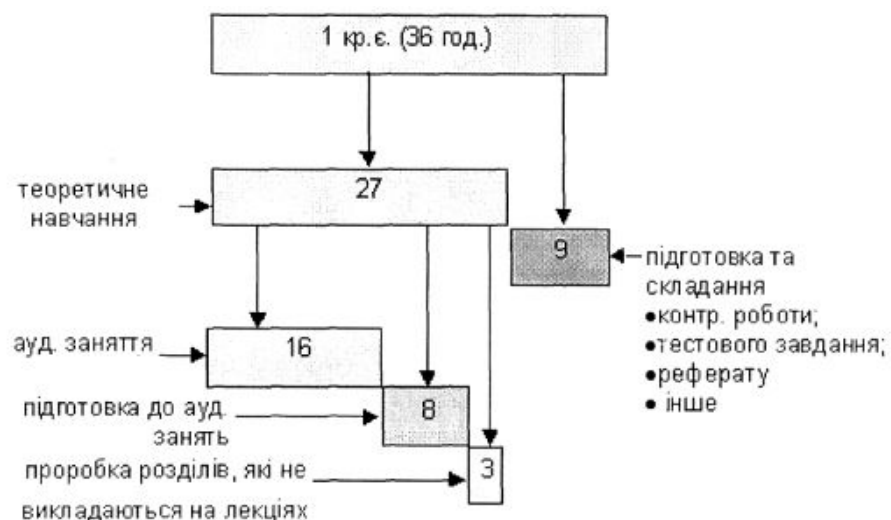 1 кр.є. (36 год.)
теоретичне
навчання
27
9
підготовка та
складання
●контр. роботи;
●тестового завдання;
●реферату
● інше
ауд. заняття
16
підготовка до ауд.
занять
8
проробка розділів, які не
викладаються на лекціях
3